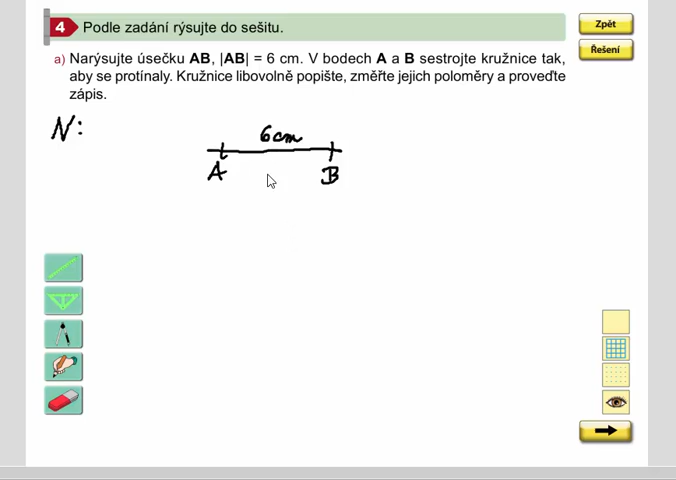 4 Podle zadání rýsujte do sešitu.
Zpět
Řešení
a) Narýsujte úsečku AB, |AB| = 6 cm. V bodech A a B sestrojte kružnice tak,
aby se protínaly. Kružnice libovolně popište, změřte jejich poloměry a proveďte
zápis.
N:
6cm
A B